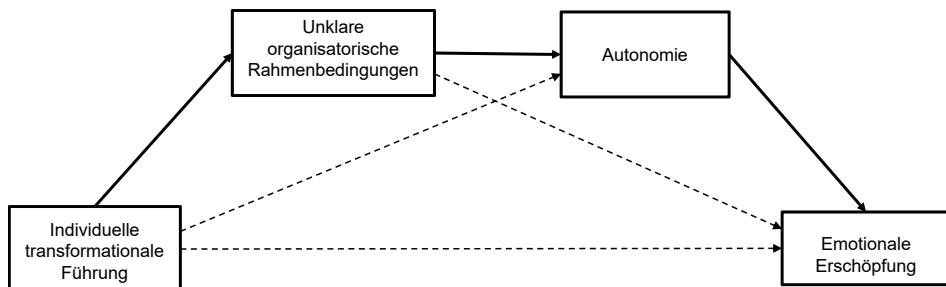 Unklare
organisatorische
Rahmenbedingungen
Autonomie
Individuelle
transformationale
Führung
Emotionale
Erschöpfung